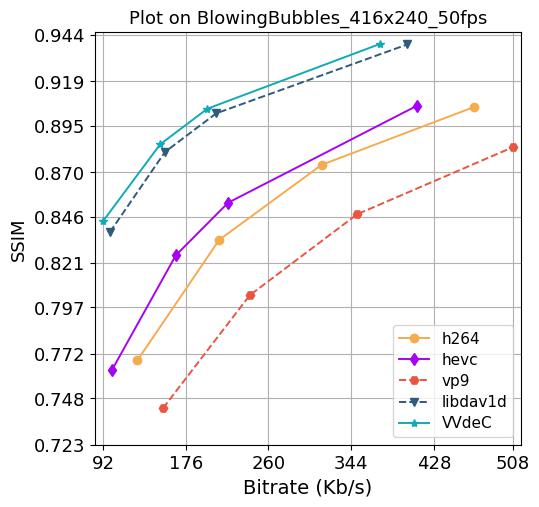 Plot on BlowingBubbles_416x240_50fps
0.944
0.919
0.895
0.870
0.846
0.821
0.797
0.772
0.748
0.723
SSIM
h264
hevc
vp9
libdav1d
VVdeC
92 176 260 344 428 508
Bitrate (Kb/s)